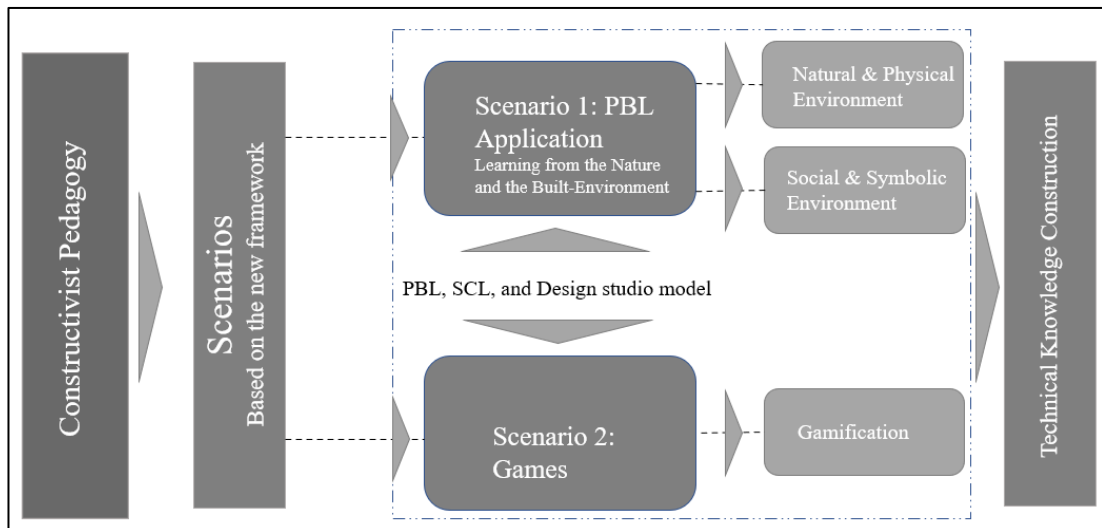 Constructivist Pedagogy
Scenarios
Based on the new framework
Scenario 1: PBL
Application
Learning from the Nature
and the Built-Environment
Natural & Physical
Environment
Social & Symbolic
Environment
PBL, SCL, and Design studio model
Scenario 2:
Games
Gamification
Technical Knowledge Construction